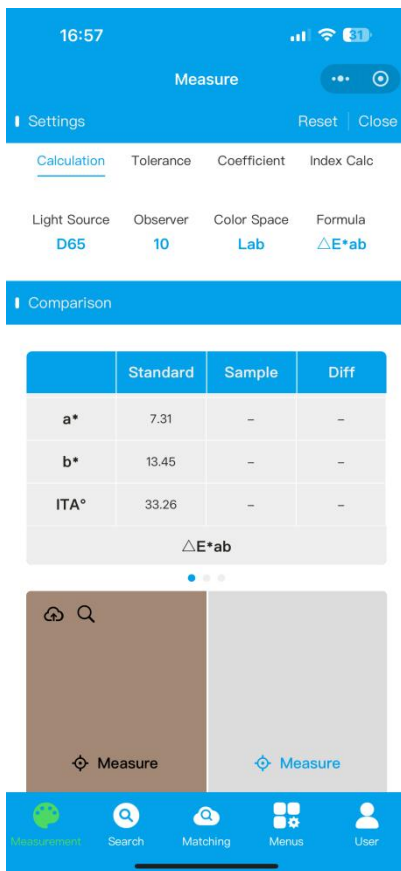 16:57 31
Measure
Settings Reset | Close
Calculation Tolerance Coefficient Index Calc
Light Source Observer Color Space Formula
D65 10 Lab △E*ab
Comparison
Standard Sample Diff
a* 7.31 – –
b* 13.45 – –
ITA° 33.26 – –
△E*ab
Measure Measure
Measurement Search Matching Menus User